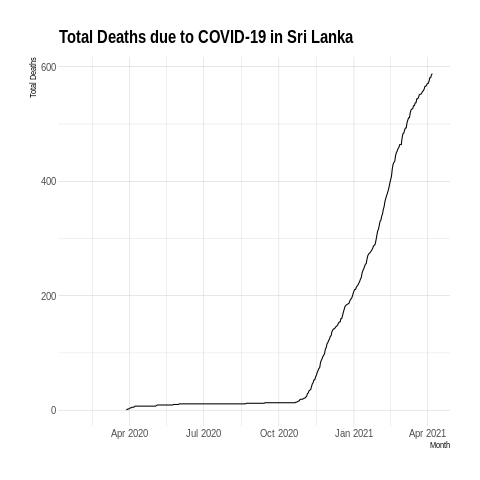 Total Deaths due to COVID-19 in Sri Lanka
Total Deaths
600
400
200
0
Apr 2020 Jul 2020 Oct 2020 Jan 2021 Apr 2021
Month